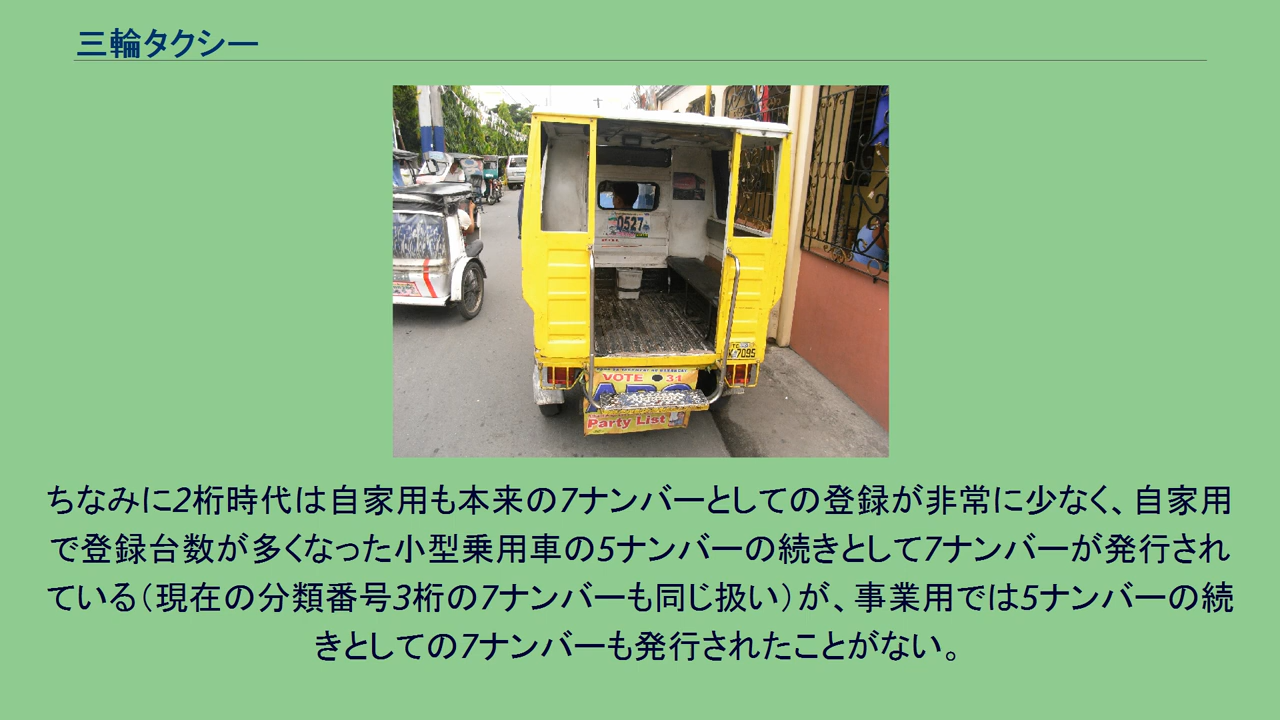 三輪タクシー
0527
7095
VOTE 31
Party List
ちなみに2桁時代は自家用も本来の7ナンバーとしての登録が非常に少なく、自家用
で登録台数が多くなった小型乗用車の5ナンバーの続きとして7ナンバーが発行され
ている（現在の分類番号3桁の7ナンバーも同じ扱い）が、事業用では5ナンバーの続
きとしての7ナンバーも発行されたことがない。